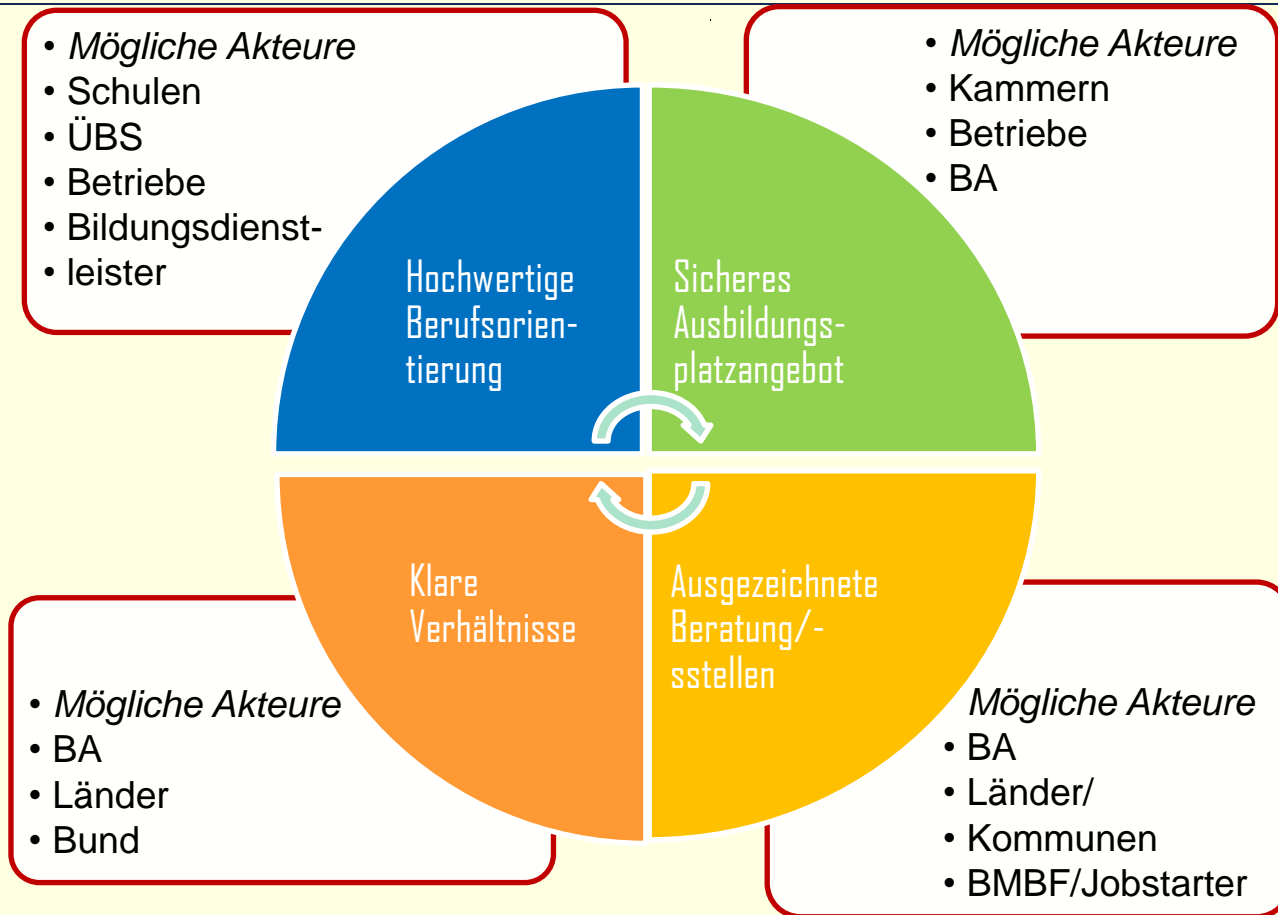 • Mögliche Akteure
• Schulen
• ÜBS
• Betriebe
• Bildungsdienst-
• leister
• Mögliche Akteure
• Kammern
• Betriebe
• BA
Hochwertige
Berufsorien-
tierung
Sicheres
Ausbildungs-
platzangebot
Klare
Verhältnisse
Ausgezeichnete
Beratung/-
sstellen
• Mögliche Akteure
• BA
• Länder
• Bund
Mögliche Akteure
• BA
• Länder/
• Kommunen
• BMBF/Jobstarter